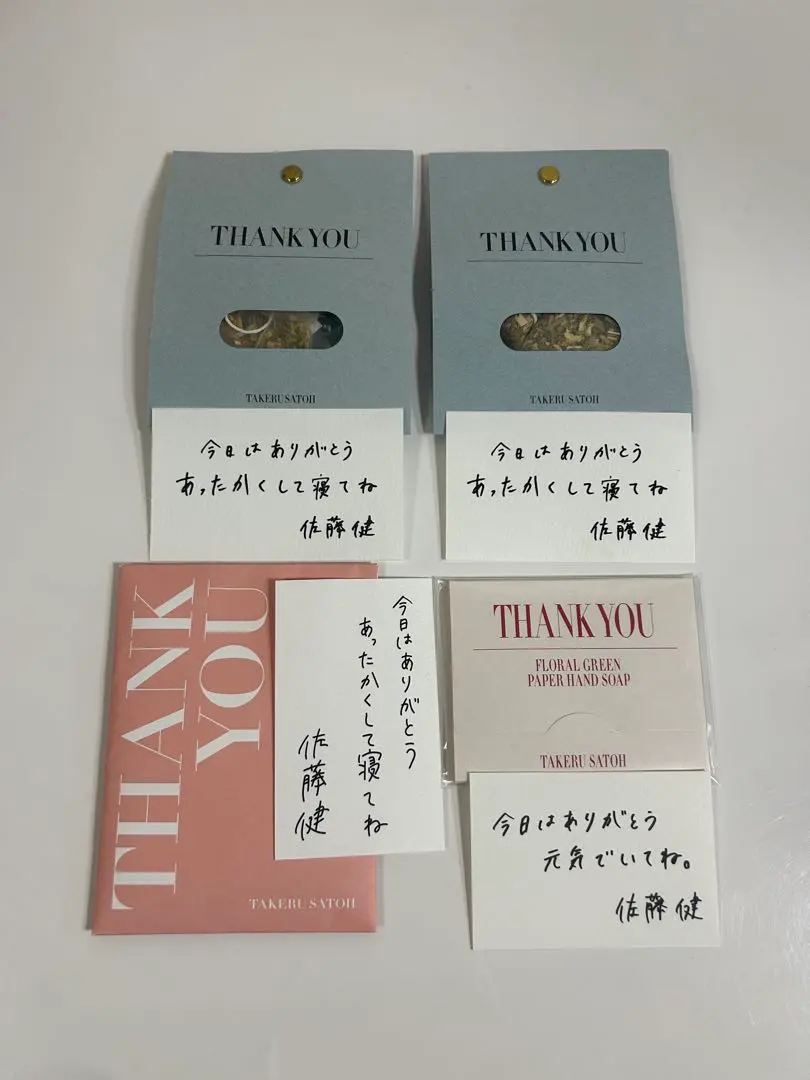 THANK YOU
TAKERU SATOH
今日はありがとう
あったかくして寝てね
佐藤健
THANK YOU
TAKERU SATOH
今日はありがとう
あったかくして寝てね
佐藤健
THANK
YOU
TAKERU SATOH
今日はありがとう
あったかくして寝てね
佐藤健
THANK YOU
FLORAL GREEN
PAPER HAND SOAP
TAKERU SATOH
今日はありがとう
元気でいてね。
佐藤健